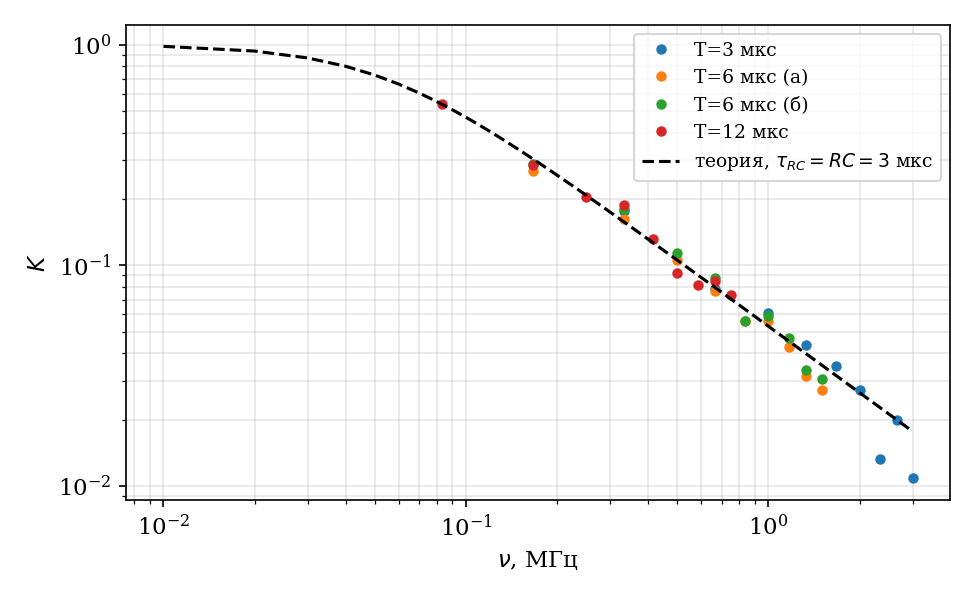 10⁰
10⁻¹
10⁻²
K
10⁻²
10⁻¹
10⁰
ν, МГц
T=3 мкс
T=6 мкс (а)
T=6 мкс (б)
T=12 мкс
теория, τ_RC = RC = 3 мкс